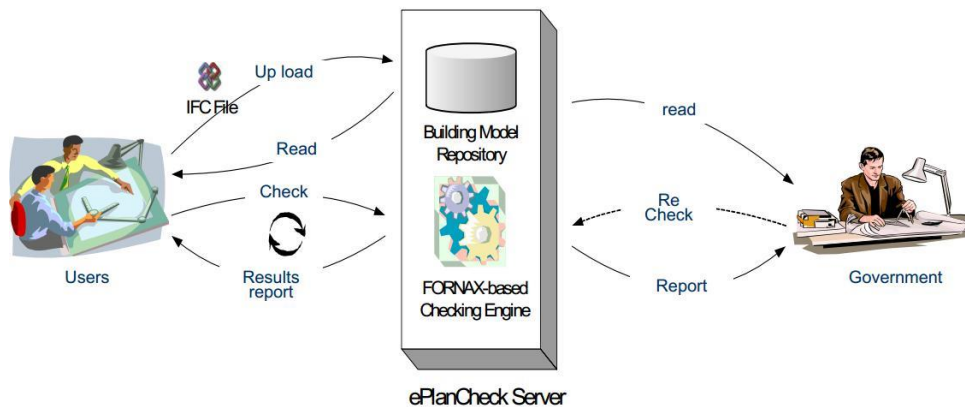 Up load
IFC File
Read
Check
Results
report
Users
Building Model
Repository
FORNAX-based
Checking Engine
ePlanCheck Server
read
Re
Check
Report
Government